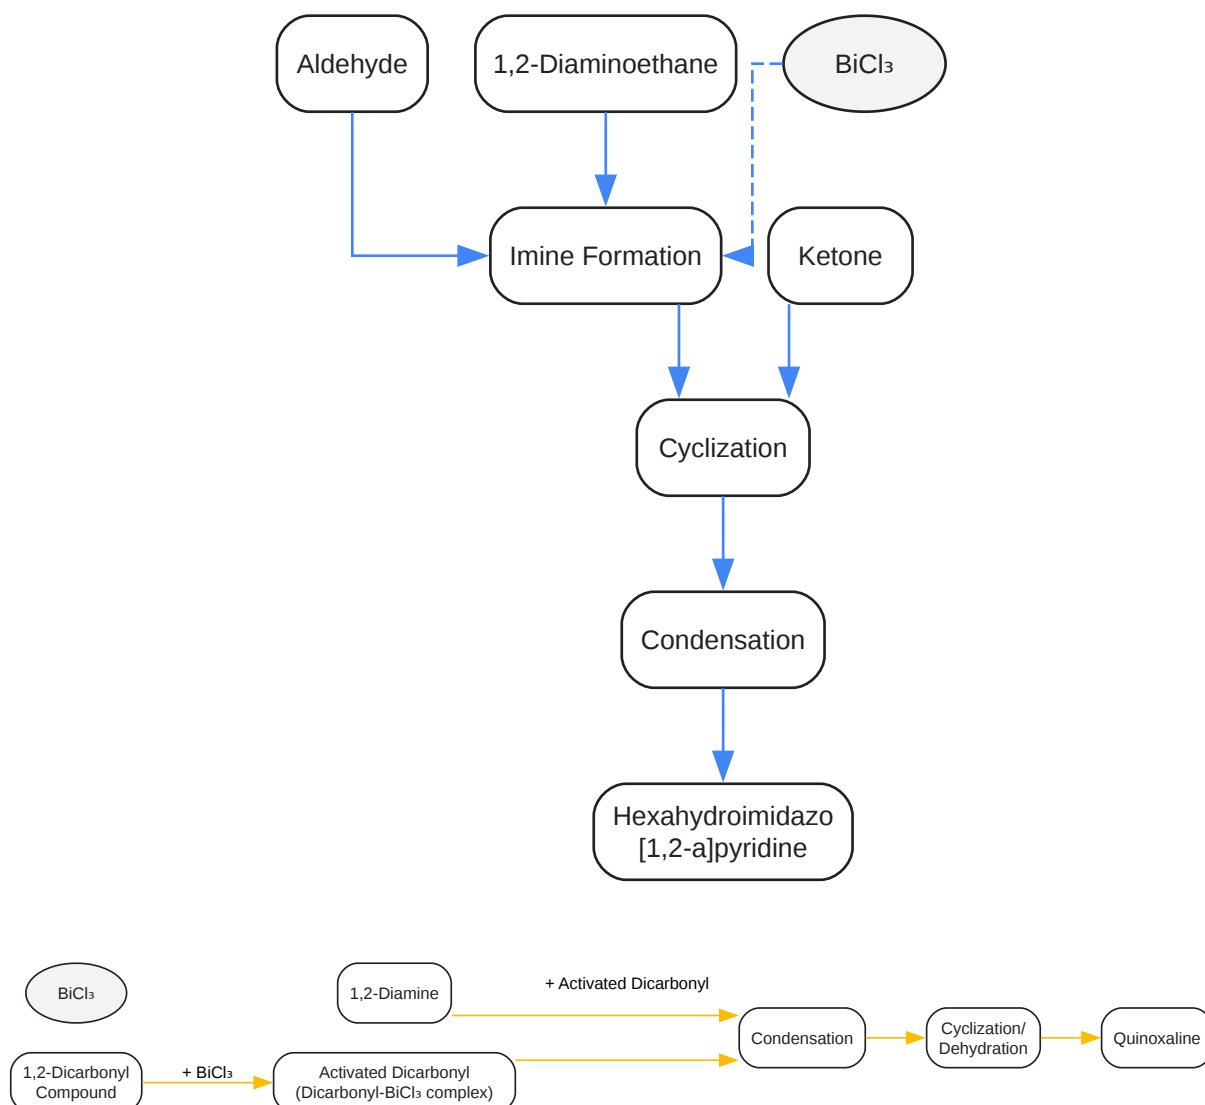 Aldehyde
1,2-Diaminoethane
BiCl₃
Imine Formation
Ketone
Cyclization
Condensation
Hexahydroimidazo
[1,2-a]pyridine
BiCl₃
1,2-Diamine
+ Activated Dicarbonyl
Condensation
Cyclization/
Dehydration
Quinoxaline
1,2-Dicarbonyl
Compound
+ BiCl₃
Activated Dicarbonyl
(Dicarbonyl-BiCl₃ complex)